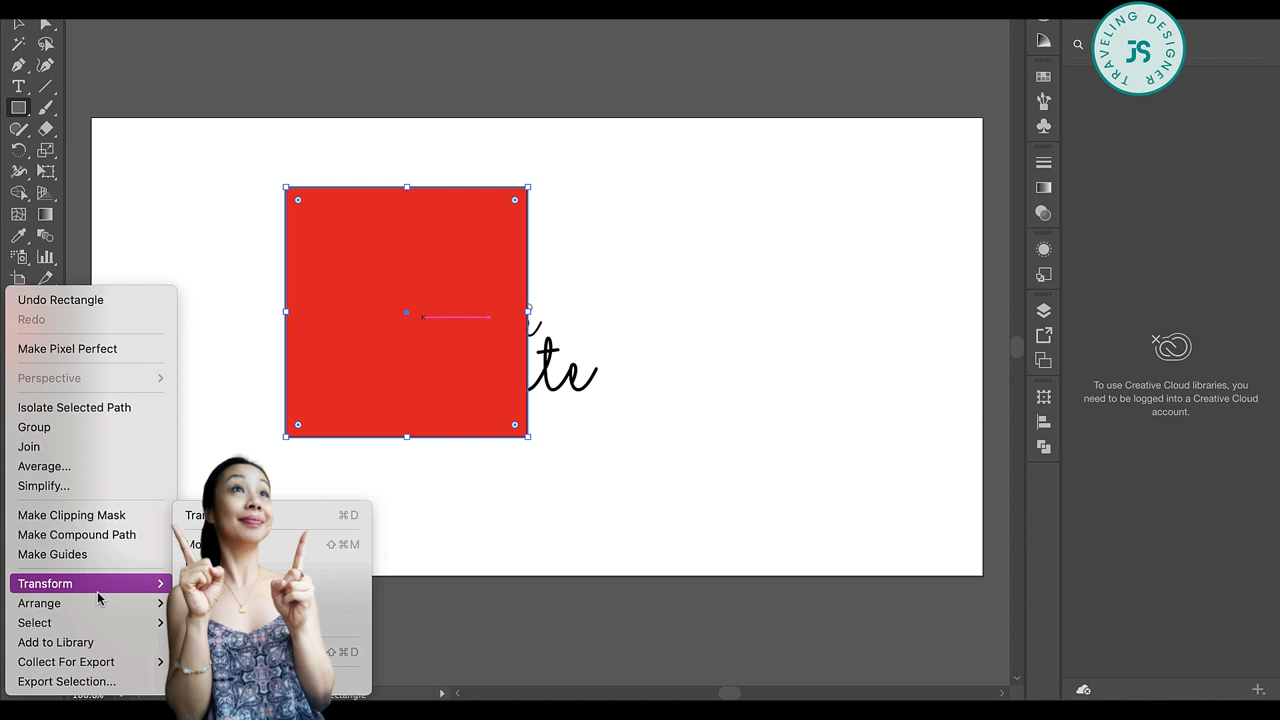 TRAVELING DESIGNER
JS
Undo Rectangle
Redo
Make Pixel Perfect
Perspective
Isolate Selected Path
Group
Join
Average...
Simplify...
Make Clipping Mask
Make Compound Path
Make Guides
Transform
Arrange
Select
Add to Library
Collect For Export
Export Selection...
⌘D
⇧⌘M
⇧⌘D
te
To use Creative Cloud libraries, you
need to be logged into a Creative Cloud
account.